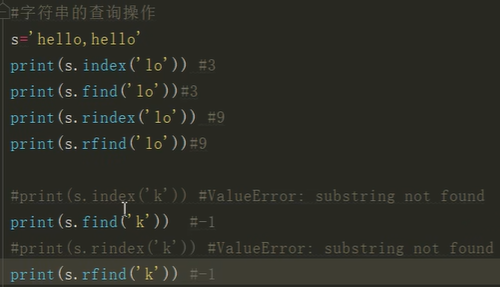 #字符串的查询操作
s='hello,hello'
print(s.index('lo')) #3
print(s.find('lo'))#3
print(s.rindex('lo')) #9
print(s.rfind('lo'))#9
#print(s.index('k')) #ValueError: substring not found
print(s.find('k'))  #-1
#print(s.rindex('k')) #ValueError: substring not found
print(s.rfind('k')) #-1